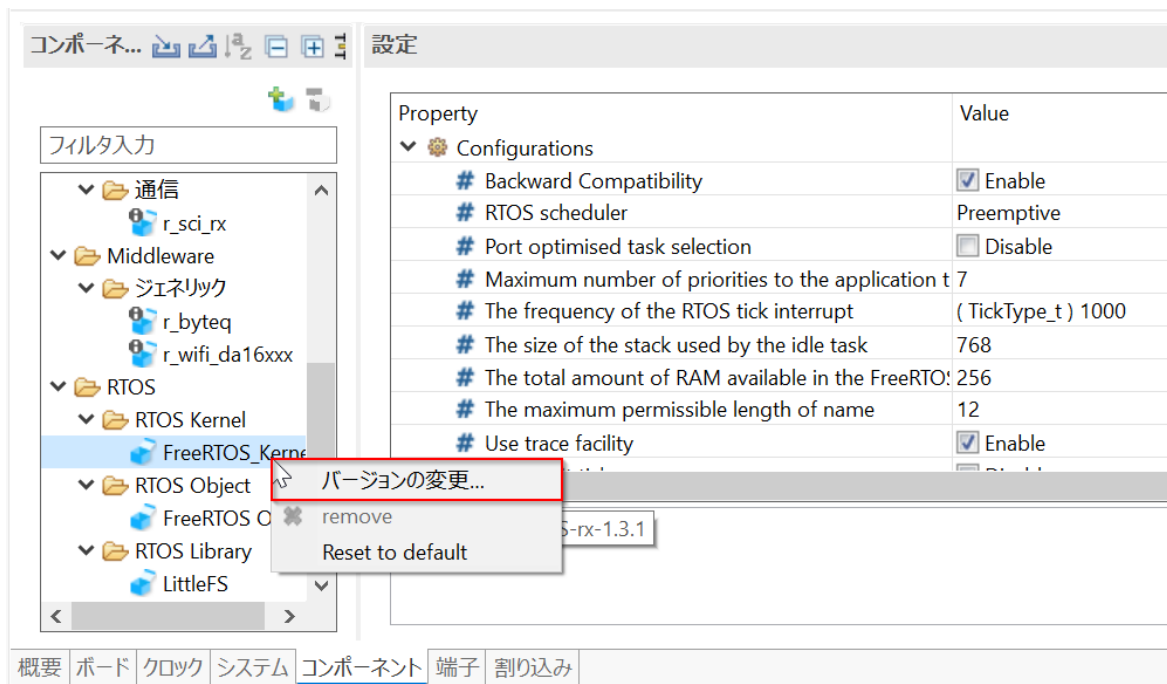 コンポーネ...
設定
フィルタ入力
通信
r_sci_rx
Middleware
ジェネリック
r_byteq
r_wifi_da16xxx
RTOS
RTOS Kernel
FreeRTOS_Kerne
RTOS Object
FreeRTOS O
RTOS Library
LittleFS
Property Value
Configurations
# Backward Compatibility Enable
# RTOS scheduler Preemptive
# Port optimised task selection Disable
# Maximum number of priorities to the application t 7
# The frequency of the RTOS tick interrupt ( TickType_t ) 1000
# The size of the stack used by the idle task 768
# The total amount of RAM available in the FreeRTO 256
# The maximum permissible length of name 12
# Use trace facility Enable
バージョンの変更...
remove
Reset to default
S-rx-1.3.1
概要 ボード クロック システム コンポーネント 端子 割り込み